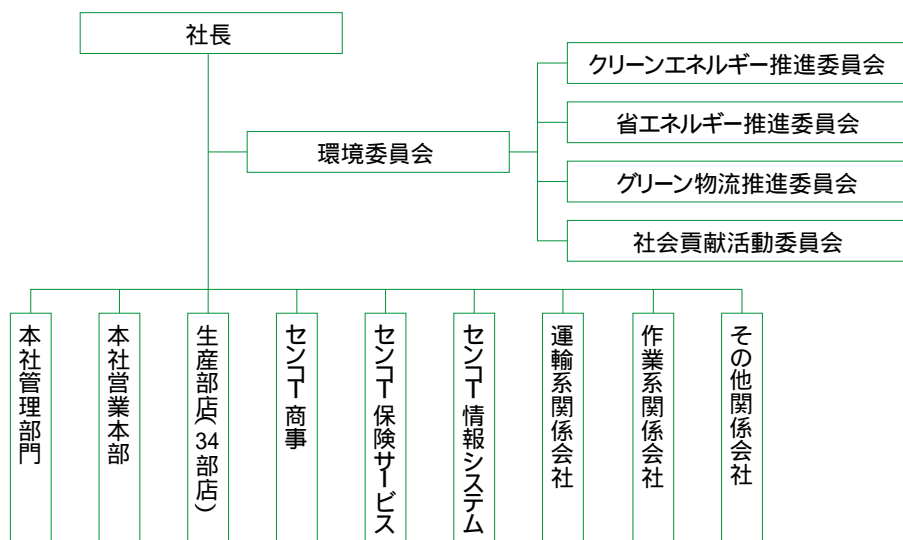 社長
クリーンエネルギー推進委員会
省エネルギー推進委員会
環境委員会
グリーン物流推進委員会
社会貢献活動委員会
本社管理部門
本社営業本部
生産部店(34部店)
センコー商事
センコー保険サービス
センコー情報システム
運輸系関係会社
作業系関係会社
その他関係会社